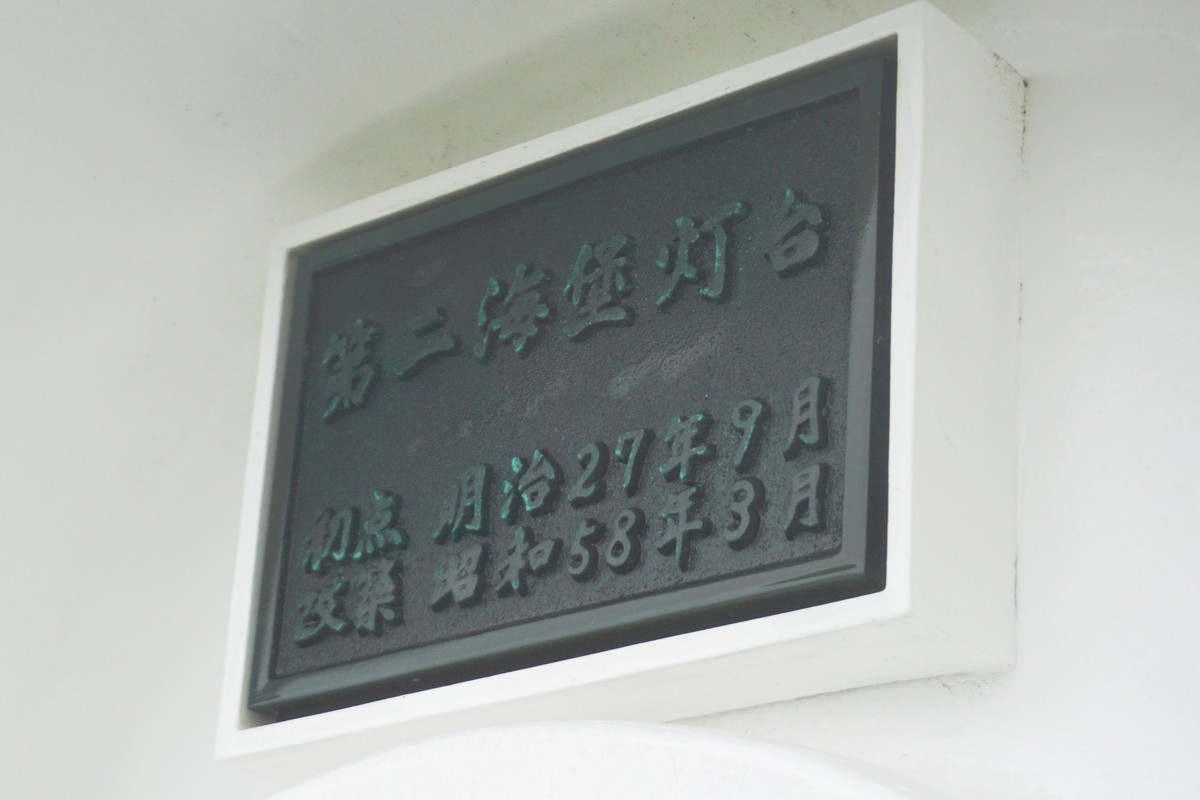 第二海堡灯台
初点 明治27年9月
改築 昭和58年3月